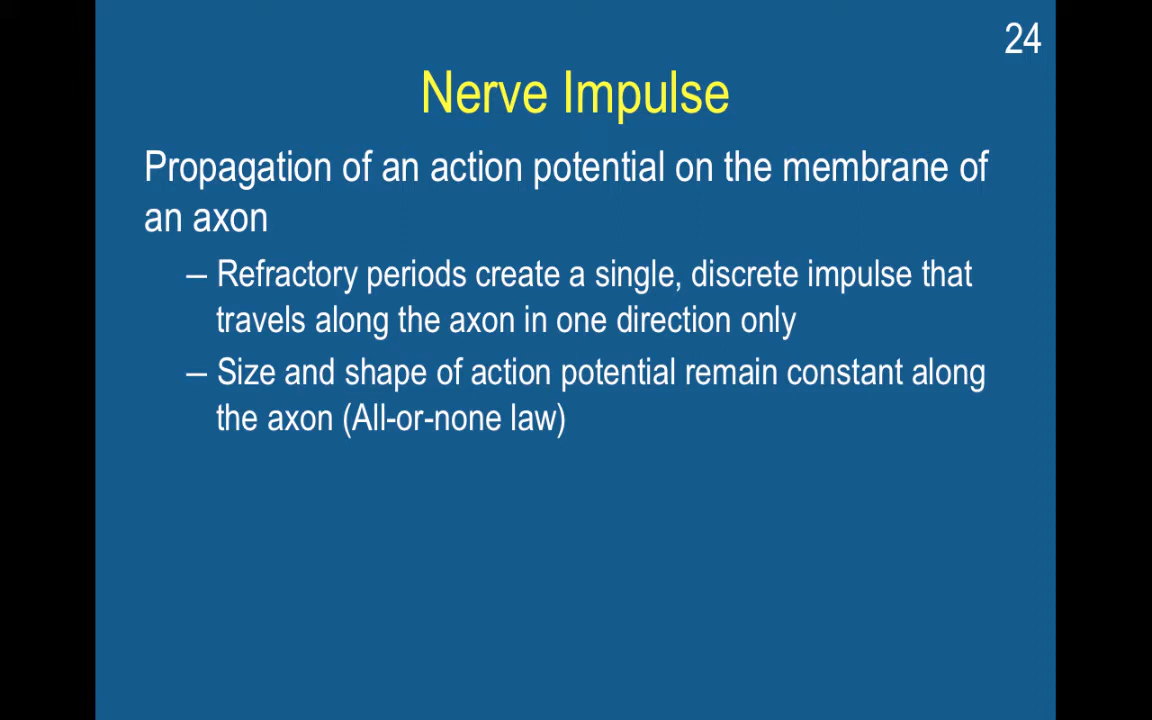 24
Nerve Impulse
Propagation of an action potential on the membrane of
an axon
– Refractory periods create a single, discrete impulse that
travels along the axon in one direction only
– Size and shape of action potential remain constant along
the axon (All-or-none law)